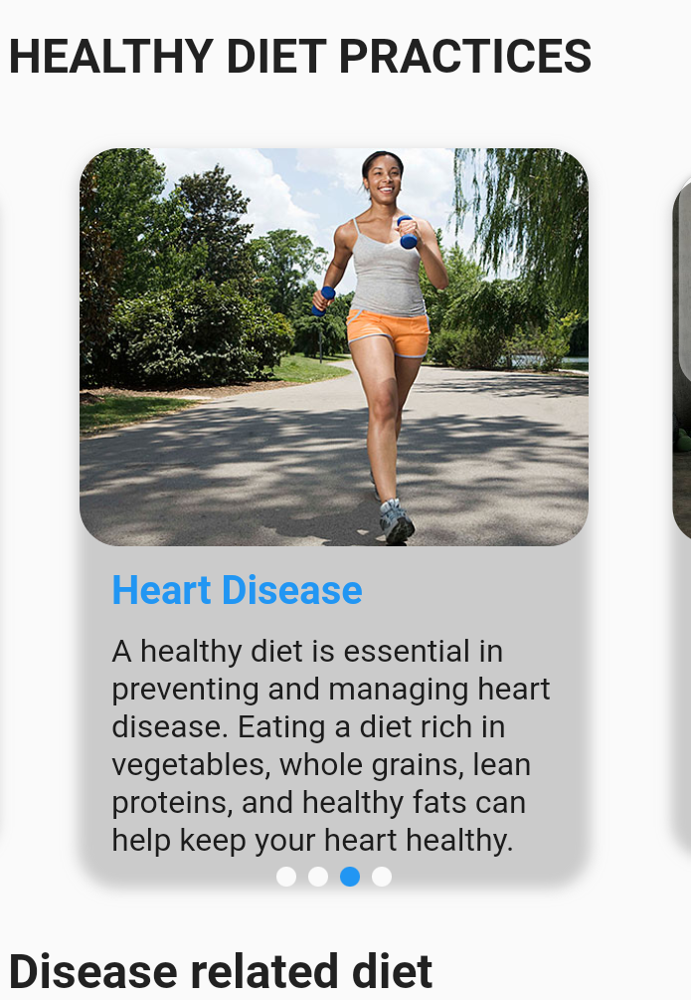 HEALTHY DIET PRACTICES
Heart Disease
A healthy diet is essential in
preventing and managing heart
disease. Eating a diet rich in
vegetables, whole grains, lean
proteins, and healthy fats can
help keep your heart healthy.
Disease related diet